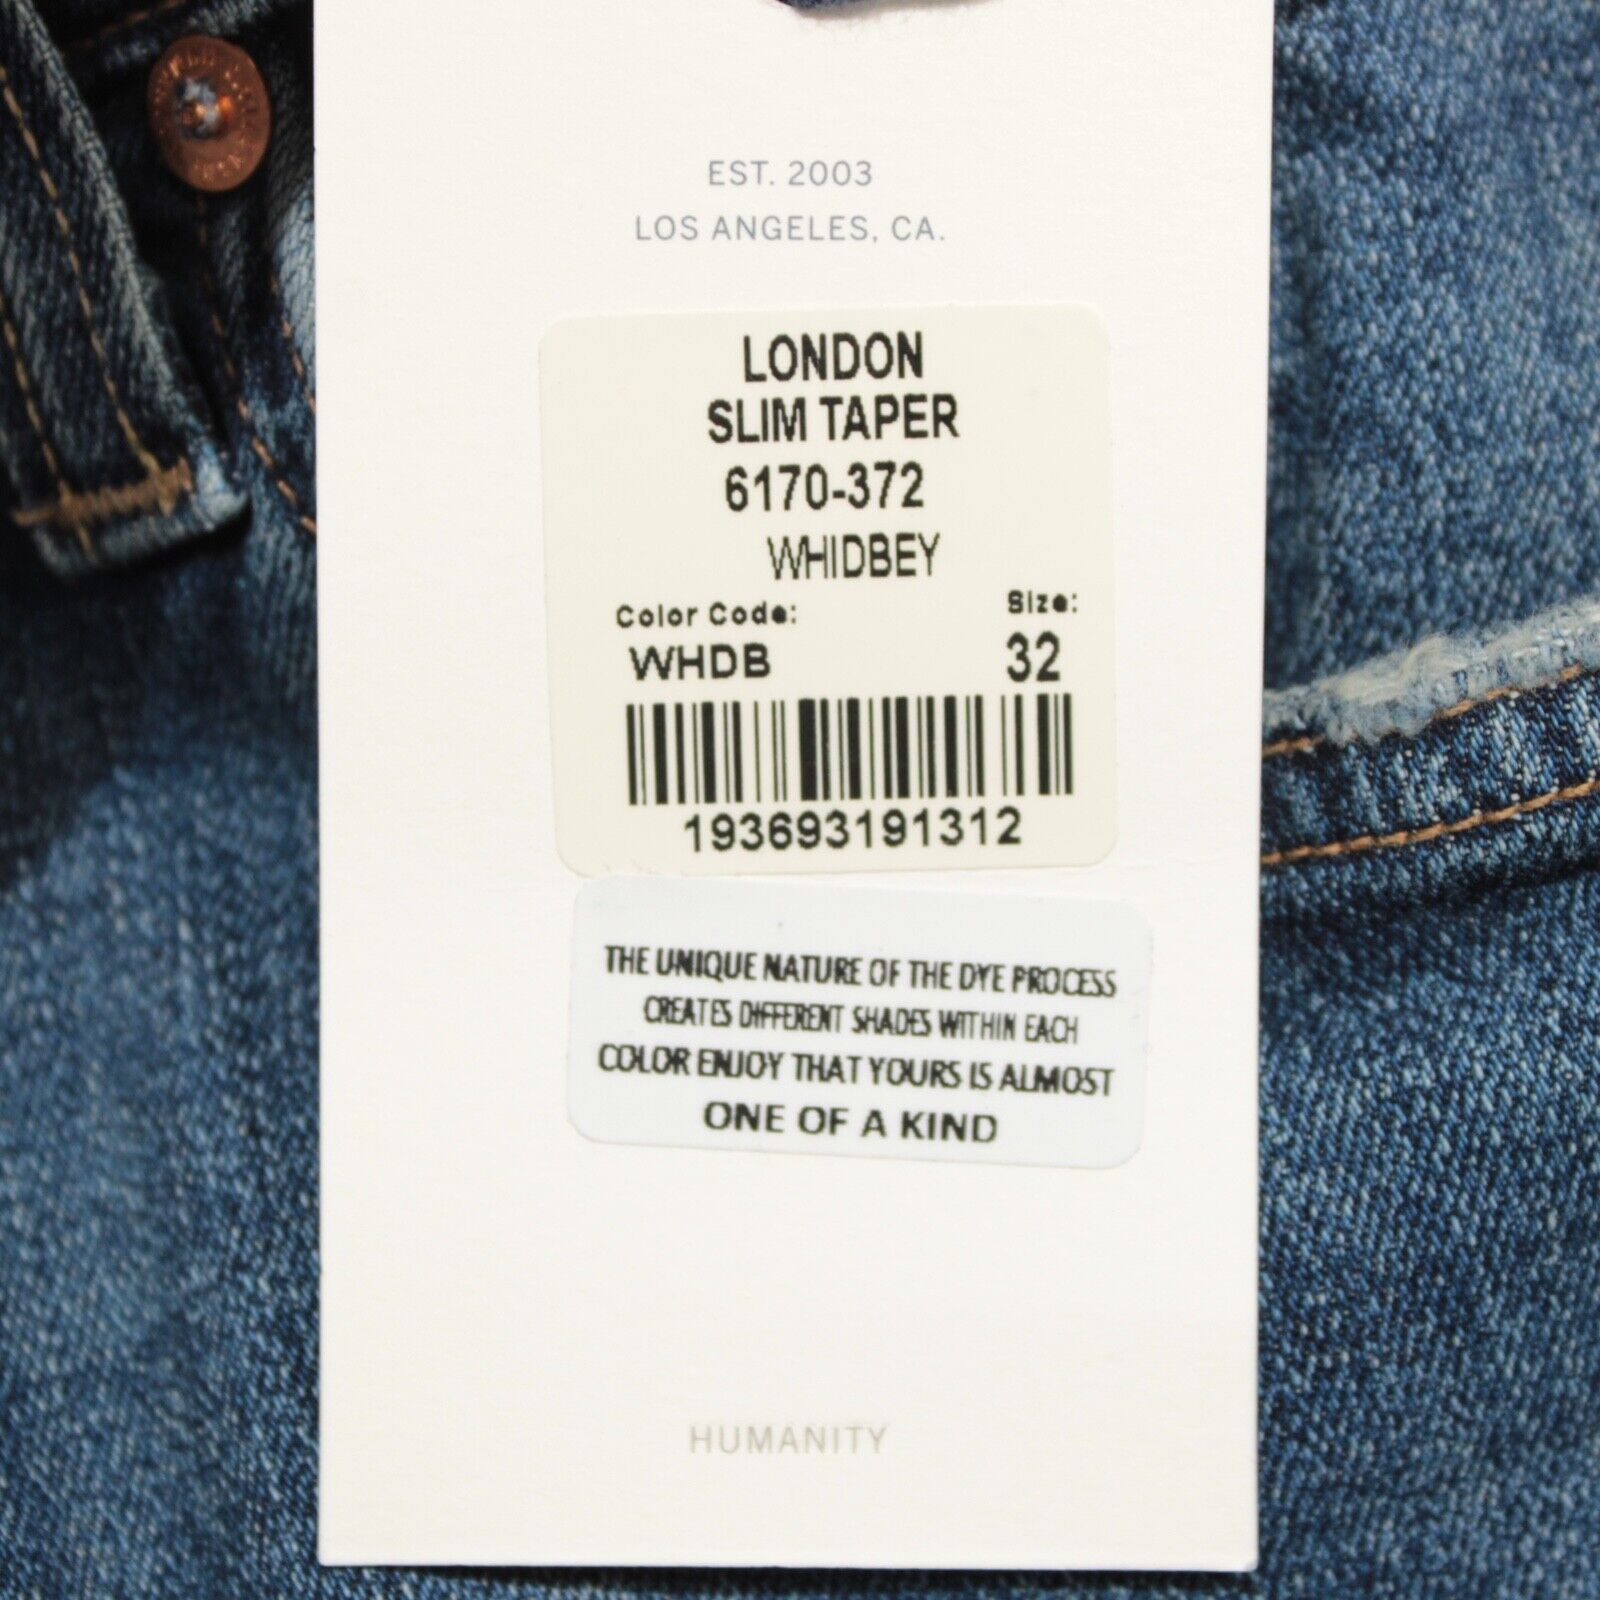 EST. 2003
LOS ANGELES, CA.
LONDON
SLIM TAPER
6170-372
WHIDBEY
Color Code: Size:
WHDB 32
193693191312
THE UNIQUE NATURE OF THE DYE PROCESS
CREATES DIFFERENT SHADES WITHIN EACH
COLOR ENJOY THAT YOURS IS ALMOST
ONE OF A KIND
HUMANITY